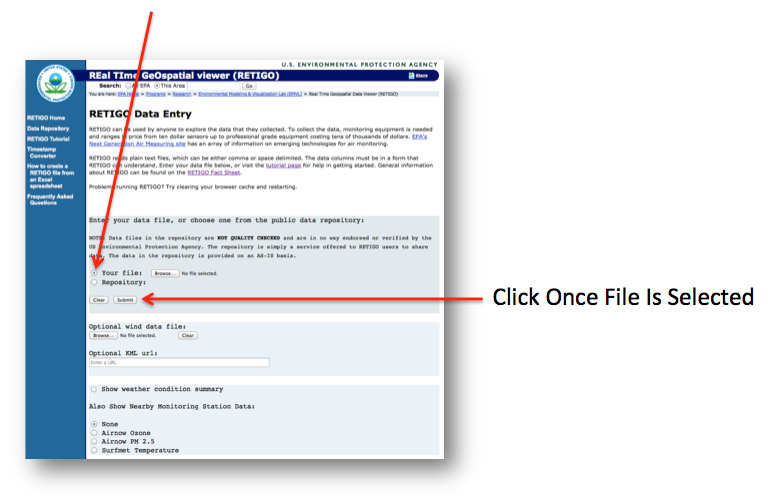 U.S. ENVIRONMENTAL PROTECTION AGENCY
REal TIme GeOspatial viewer (RETIGO)
Share
Search: All EPA This Area Go
You are here: EPA Home » Programs » Research » Environmental Modeling & Visualization Lab (EMVL) » Real Time Geospatial Data Viewer (RETIGO)
RETIGO Home
Data Repository
RETIGO Tutorial
Timestamp
Converter
How to create a
RETIGO file from
an Excel
spreadsheet
Frequently Asked
Questions
RETIGO Data Entry
RETIGO can be used by anyone to explore the data that they collected. To collect the data, monitoring equipment is needed
and ranges in price from ten dollar sensors up to professional grade equipment costing tens of thousands of dollars. EPA's
Next Generation Air Measuring site has an array of information on emerging technologies for air monitoring.
RETIGO reads plain text files, which can be either comma or space delimited. The data columns must be in a form that
RETIGO can understand. Enter your data file below, or visit the tutorial page for help in getting started. General information
about RETIGO can be found on the RETIGO Fact Sheet.
Problems running RETIGO? Try clearing your browser cache and restarting.
Enter your data file, or choose one from the public data repository:
NOTE: Data files in the repository are NOT QUALITY CHECKED and are in no way endorsed or verified by the
US Environmental Protection Agency. The repository is simply a service offered to RETIGO users to share
data. The data in the repository is provided on an AS-IS basis.
Your file: Browse... No file selected.
Repository:
Clear Submit
Click Once File Is Selected
Optional wind data file:
Browse... No file selected. Clear
Optional KML url:
Enter a URL
Show weather condition summary
Also Show Nearby Monitoring Station Data:
None
Airnow Ozone
Airnow PM 2.5
Surfmet Temperature